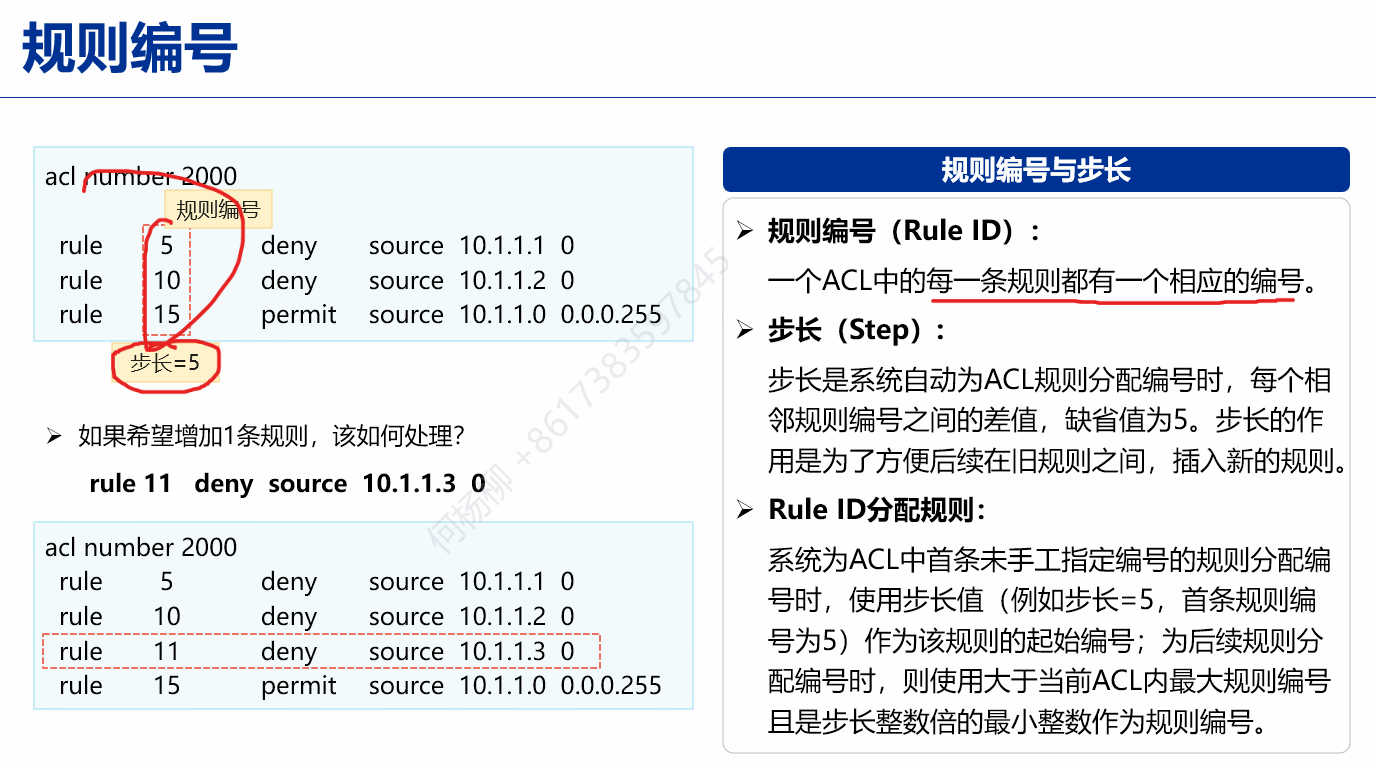 规则编号
acl number 2000
规则编号
rule 5 deny source 10.1.1.1 0
rule 10 deny source 10.1.1.2 0
rule 15 permit source 10.1.1.0 0.0.0.255
步长=5
➢ 如果希望增加1条规则，该如何处理？
rule 11 deny source 10.1.1.3 0
acl number 2000
rule 5 deny source 10.1.1.1 0
rule 10 deny source 10.1.1.2 0
rule 11 deny source 10.1.1.3 0
rule 15 permit source 10.1.1.0 0.0.0.255
规则编号与步长
➢ 规则编号（Rule ID）：
一个ACL中的每一条规则都有一个相应的编号。
➢ 步长（Step）：
步长是系统自动为ACL规则分配编号时，每个相
邻规则编号之间的差值，缺省值为5。步长的作
用是为了方便后续在旧规则之间，插入新的规则。
➢ Rule ID分配规则：
系统为ACL中首条未手工指定编号的规则分配编
号时，使用步长值（例如步长=5，首条规则编
号为5）作为该规则的起始编号；为后续规则分
配编号时，则使用大于当前ACL内最大规则编号
且是步长整数倍的最小整数作为规则编号。
何杨柳 +8617383597845